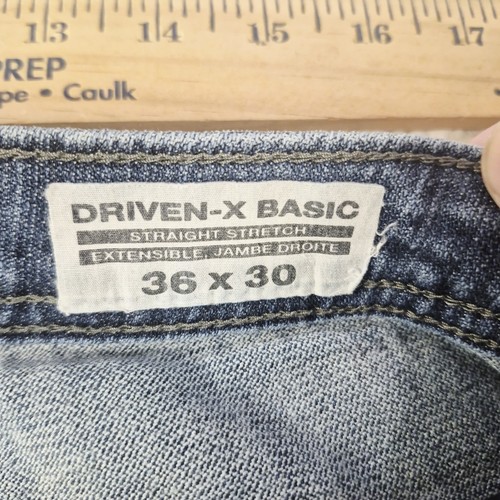 13 14 15 16 17
PREP
pe • Caulk
DRIVEN-X BASIC
STRAIGHT STRETCH
EXTENSIBLE, JAMBE DROITE
36 x 30